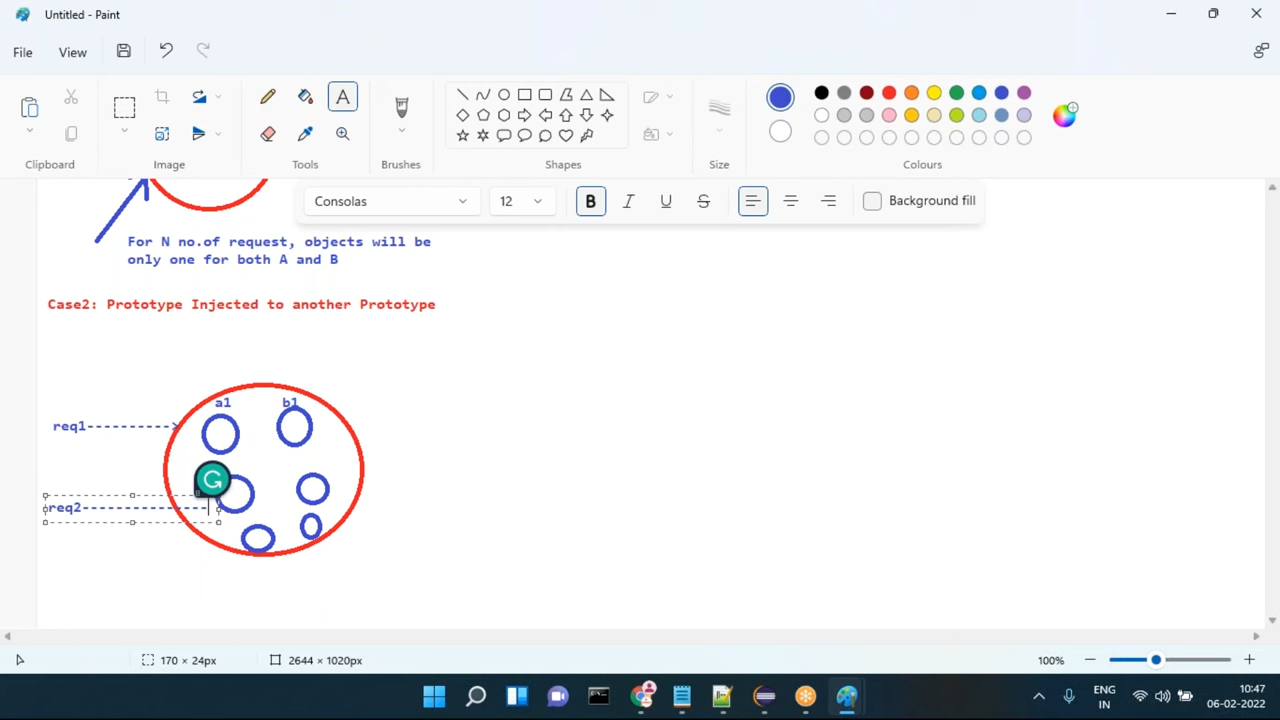 Untitled - Paint
File
View
Clipboard
Image
Tools
Brushes
Shapes
Size
Colours
Consolas
12
B
I
U
S
Background fill
For N no.of request, objects will be
only one for both A and B
Case2: Prototype Injected to another Prototype
a1
b1
req1----------->
req2---------------
170 × 24px
2644 × 1020px
100%
ENG
IN
10:47
06-02-2022